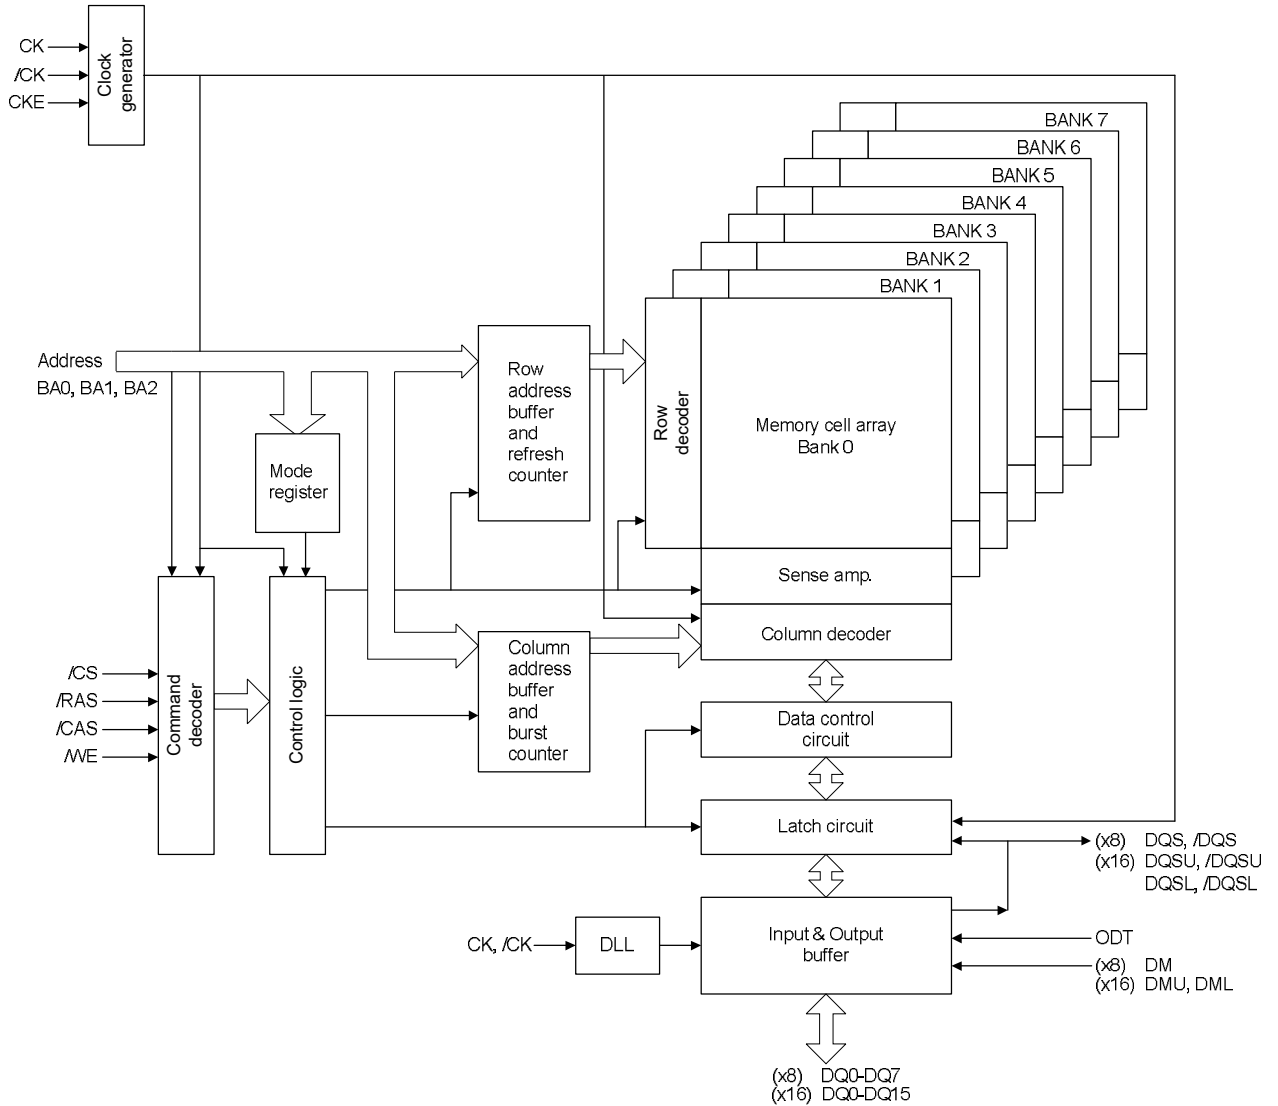 CK
/CK
CKE
Clock
generator
BANK 7
BANK 6
BANK 5
BANK 4
BANK 3
BANK 2
BANK 1
Address
BA0, BA1, BA2
Row
address
buffer
and
refresh
counter
Row
decoder
Memory cell array
Bank 0
Mode
register
Sense amp.
Column decoder
/CS
/RAS
/CAS
/WE
Command
decoder
Control logic
Column
address
buffer
and
burst
counter
Data control
circuit
Latch circuit
(x8) DQS, /DQS
(x16) DQSU, /DQSU
DQSL, /DQSL
CK, /CK
DLL
Input & Output
buffer
ODT
(x8) DM
(x16) DMU, DML
(x8) DQ0-DQ7
(x16) DQ0-DQ15